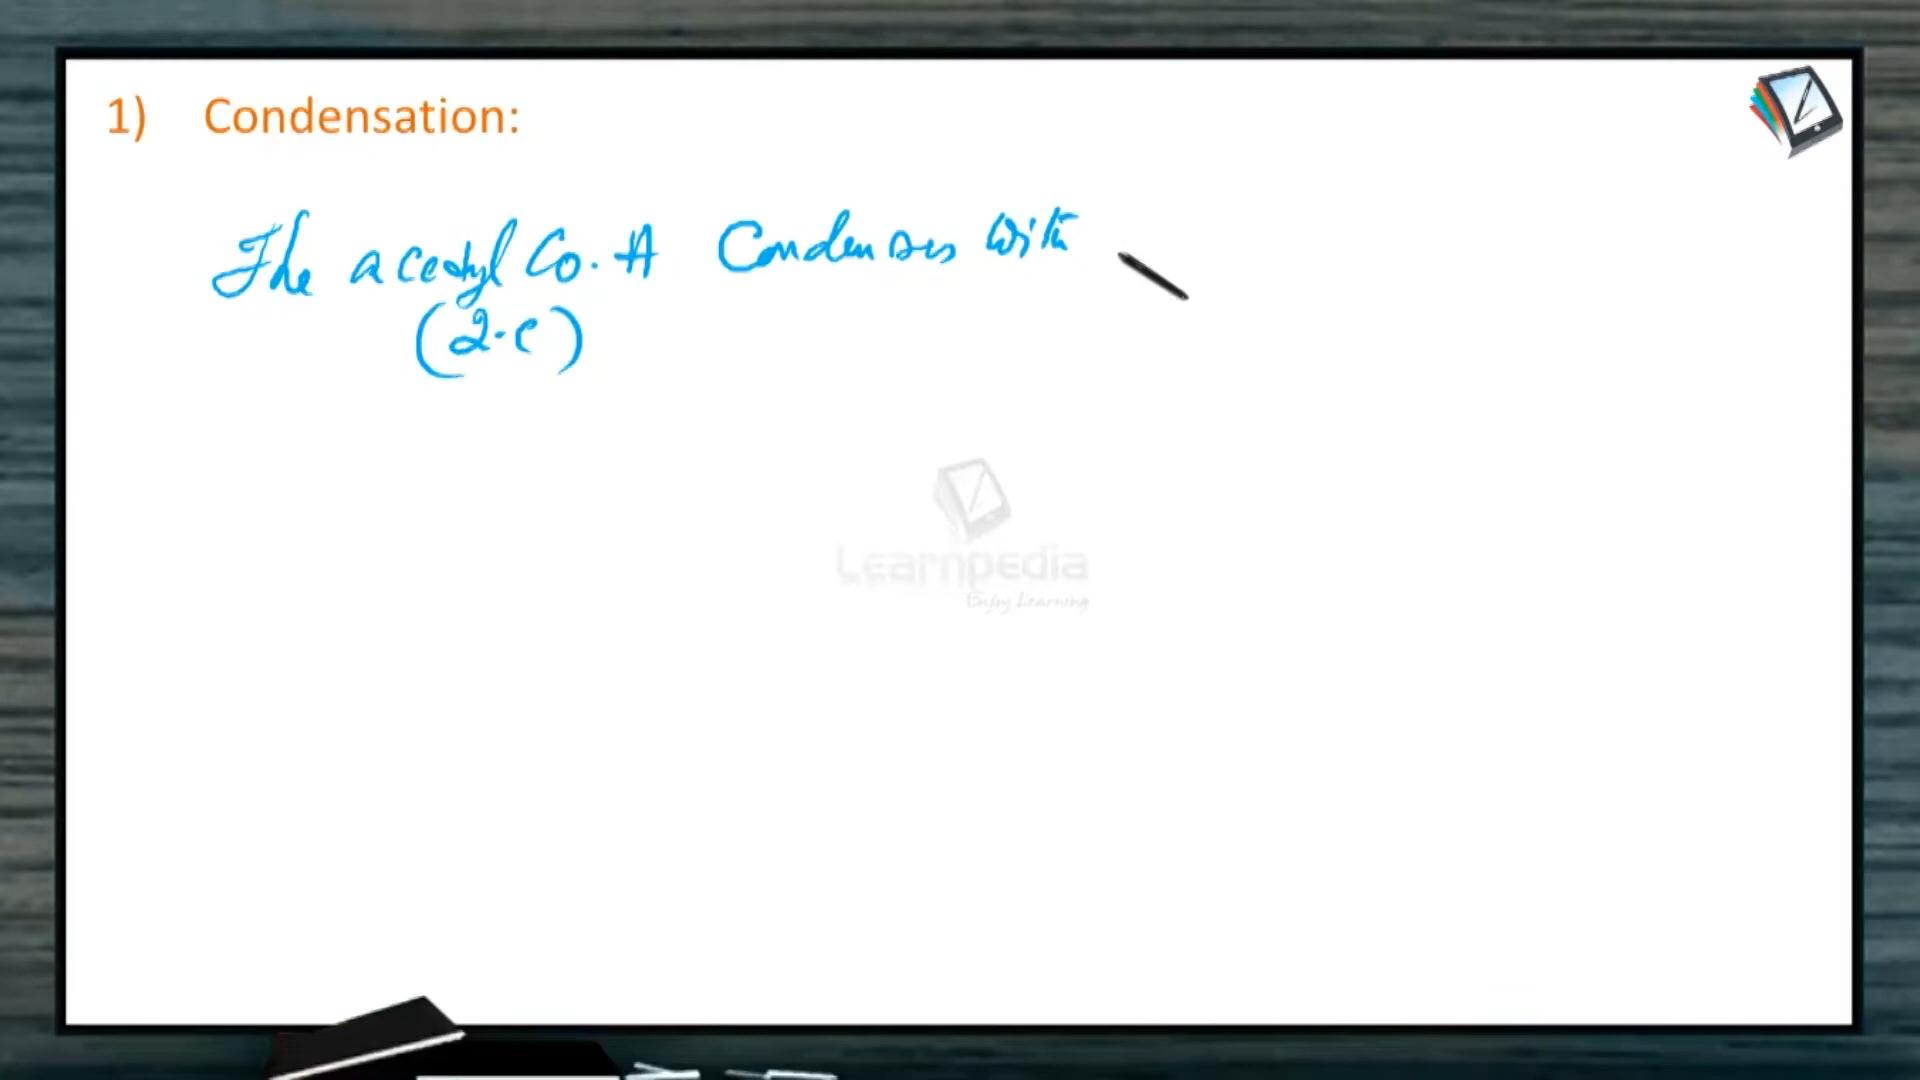 1) Condensation:
The acetyl Co.A Condenses with
(2-c)
Learnpedia
Enjoy Learning